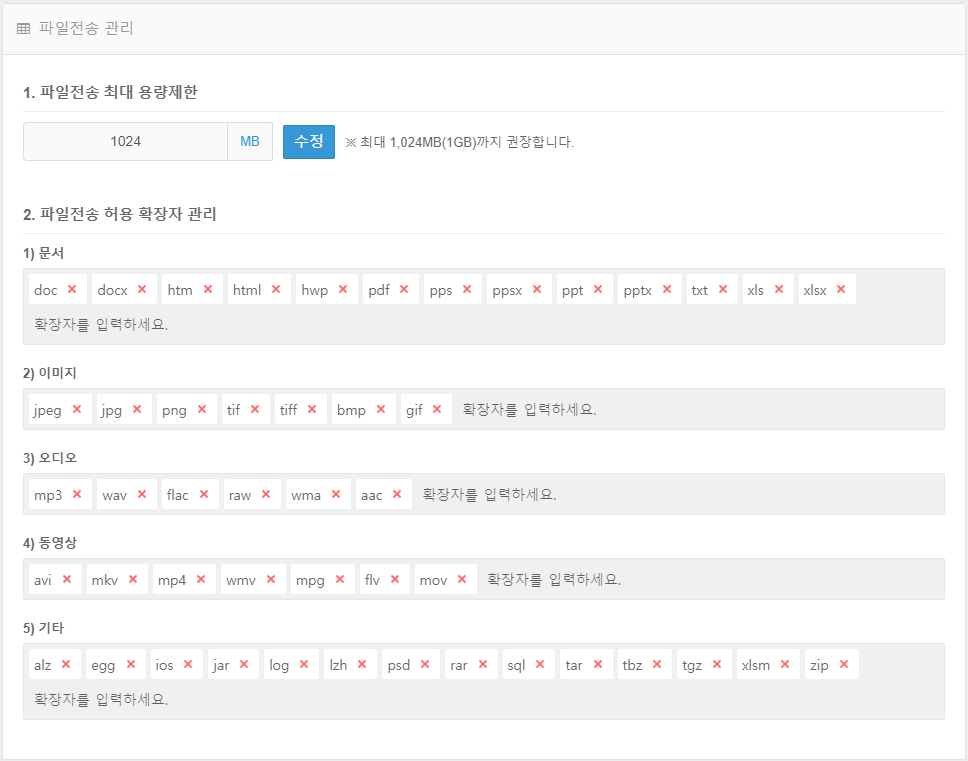 파일전송 관리
1. 파일전송 최대 용량제한
1024 MB 수정 ※ 최대 1,024MB(1GB)까지 권장합니다.
2. 파일전송 허용 확장자 관리
1) 문서
doc × docx × htm × html × hwp × pdf × pps × ppsx × ppt × pptx × txt × xls × xlsx ×
확장자를 입력하세요.
2) 이미지
jpeg × jpg × png × tif × tiff × bmp × gif × 확장자를 입력하세요.
3) 오디오
mp3 × wav × flac × raw × wma × aac × 확장자를 입력하세요.
4) 동영상
avi × mkv × mp4 × wmv × mpg × flv × mov × 확장자를 입력하세요.
5) 기타
alz × egg × ios × jar × log × lzh × psd × rar × sql × tar × tbz × tgz × xlsm × zip ×
확장자를 입력하세요.